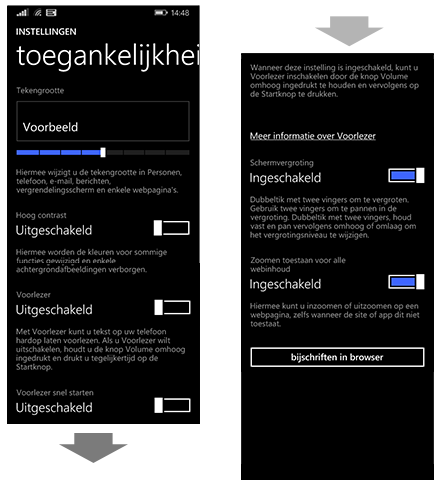 14:48
INSTELLINGEN
toegankelijkhei
Tekengrootte
Voorbeeld
Hiermee wijzigt u de tekengrootte in Personen,
telefoon, e-mail, berichten,
vergrendelingsscherm en enkele webpagina's.
Hoog contrast
Uitgeschakeld
Hiermee worden de kleuren voor sommige
functies gewijzigd en enkele
achtergrondafbeeldingen verborgen.
Voorlezer
Uitgeschakeld
Met Voorlezer kunt u tekst op uw telefoon
hardop laten voorlezen. Als u Voorlezer wilt
uitschakelen, houdt u de knop Volume omhoog
ingedrukt en drukt u tegelijkertijd op de
Startknop.
Voorlezer snel starten
Uitgeschakeld
Wanneer deze instelling is ingeschakeld, kunt u
Voorlezer inschakelen door de knop Volume
omhoog ingedrukt te houden en vervolgens op
de Startknop te drukken.
Meer informatie over Voorlezer
Schermvergroting
Ingeschakeld
Dubbeltik met twee vingers om te vergroten.
Gebruik twee vingers om te pannen in de
vergroting. Dubbeltik met twee vingers, houd
vast en pan vervolgens omhoog of omlaag om
het vergrotingsniveau te wijzigen.
Zoomen toestaan voor alle
webinhoud
Ingeschakeld
Hiermee kunt u inzoomen of uitzoomen op een
webpagina, zelfs wanneer de site of app dit niet
toestaat.
bijschriften in browser